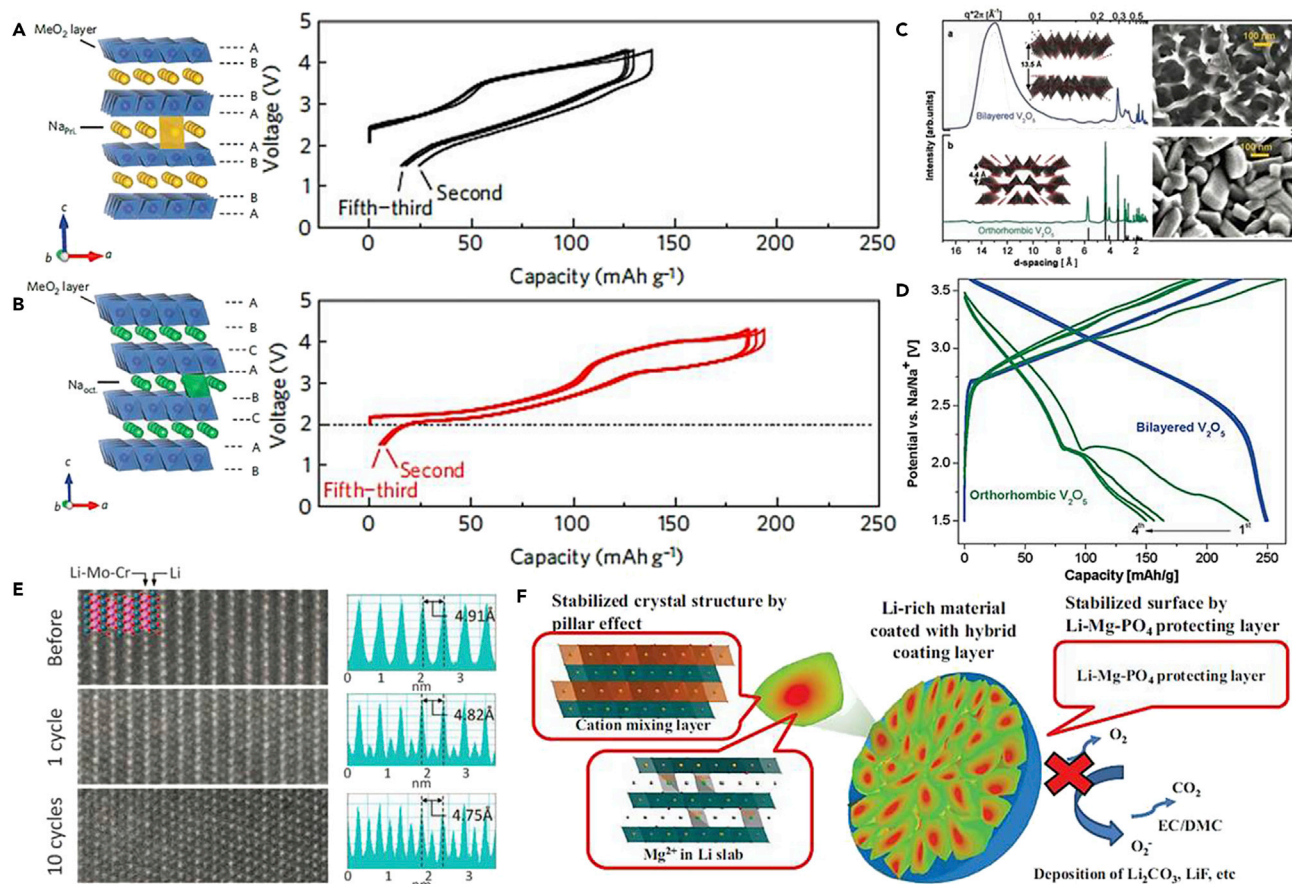 A
MeO₂ layer
A
B
B
A
Na_Pri.
A
B
B
A
c
b
a
Voltage (V)
5
4
3
2
1
0
Second
Fifth–third
0
50
100
150
200
250
Capacity (mAh g⁻¹)
B
MeO₂ layer
A
B
C
A
Na_oct.
B
C
A
B
c
b
a
Voltage (V)
5
4
3
2
1
0
Second
Fifth–third
0
50
100
150
200
250
Capacity (mAh g⁻¹)
C
q*2π [Å⁻¹]
0.1
0.2
0.3
0.5
a
13.5 Å
Bilayered V₂O₅
100 nm
Intensity [arb.units]
b
4.4 Å
Orthorhombic V₂O₅
100 nm
16
14
12
10
8
6
4
2
d-spacing [Å]
D
Potential vs. Na/Na⁺ [V]
3.5
3.0
2.5
2.0
1.5
Bilayered V₂O₅
Orthorhombic V₂O₅
4ᵗʰ
1ˢᵗ
0
50
100
150
200
250
Capacity [mAh/g]
E
Li-Mo-Cr
Li
Before
4.91Å
0
1
2
3
nm
1 cycle
4.82Å
0
1
2
3
nm
10 cycles
4.75Å
0
1
2
3
nm
F
Stabilized crystal structure by
pillar effect
Cation mixing layer
Mg²⁺ in Li slab
Li-rich material
coated with hybrid
coating layer
Stabilized surface by
Li-Mg-PO₄ protecting layer
Li-Mg-PO₄ protecting layer
O₂
CO₂
EC/DMC
O₂⁻
Deposition of Li₂CO₃, LiF, etc